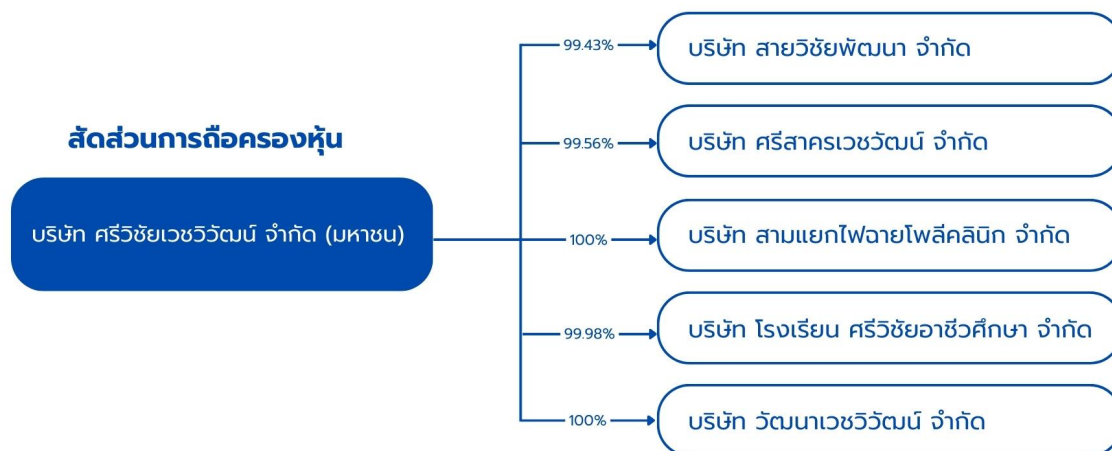 สัดส่วนการถือครองหุ้น
บริษัท ศรีวิชัยเวชวิวัฒน์ จำกัด (มหาชน)
99.43%
บริษัท สายวิชัยพัฒนา จำกัด
99.56%
บริษัท ศรีสาครเวชวัฒน์ จำกัด
100%
บริษัท สามแยกไฟฉายโพลีคลินิก จำกัด
99.98%
บริษัท โรงเรียน ศรีวิชัยอาชีวศึกษา จำกัด
100%
บริษัท วัฒนาเวชวิวัฒน์ จำกัด